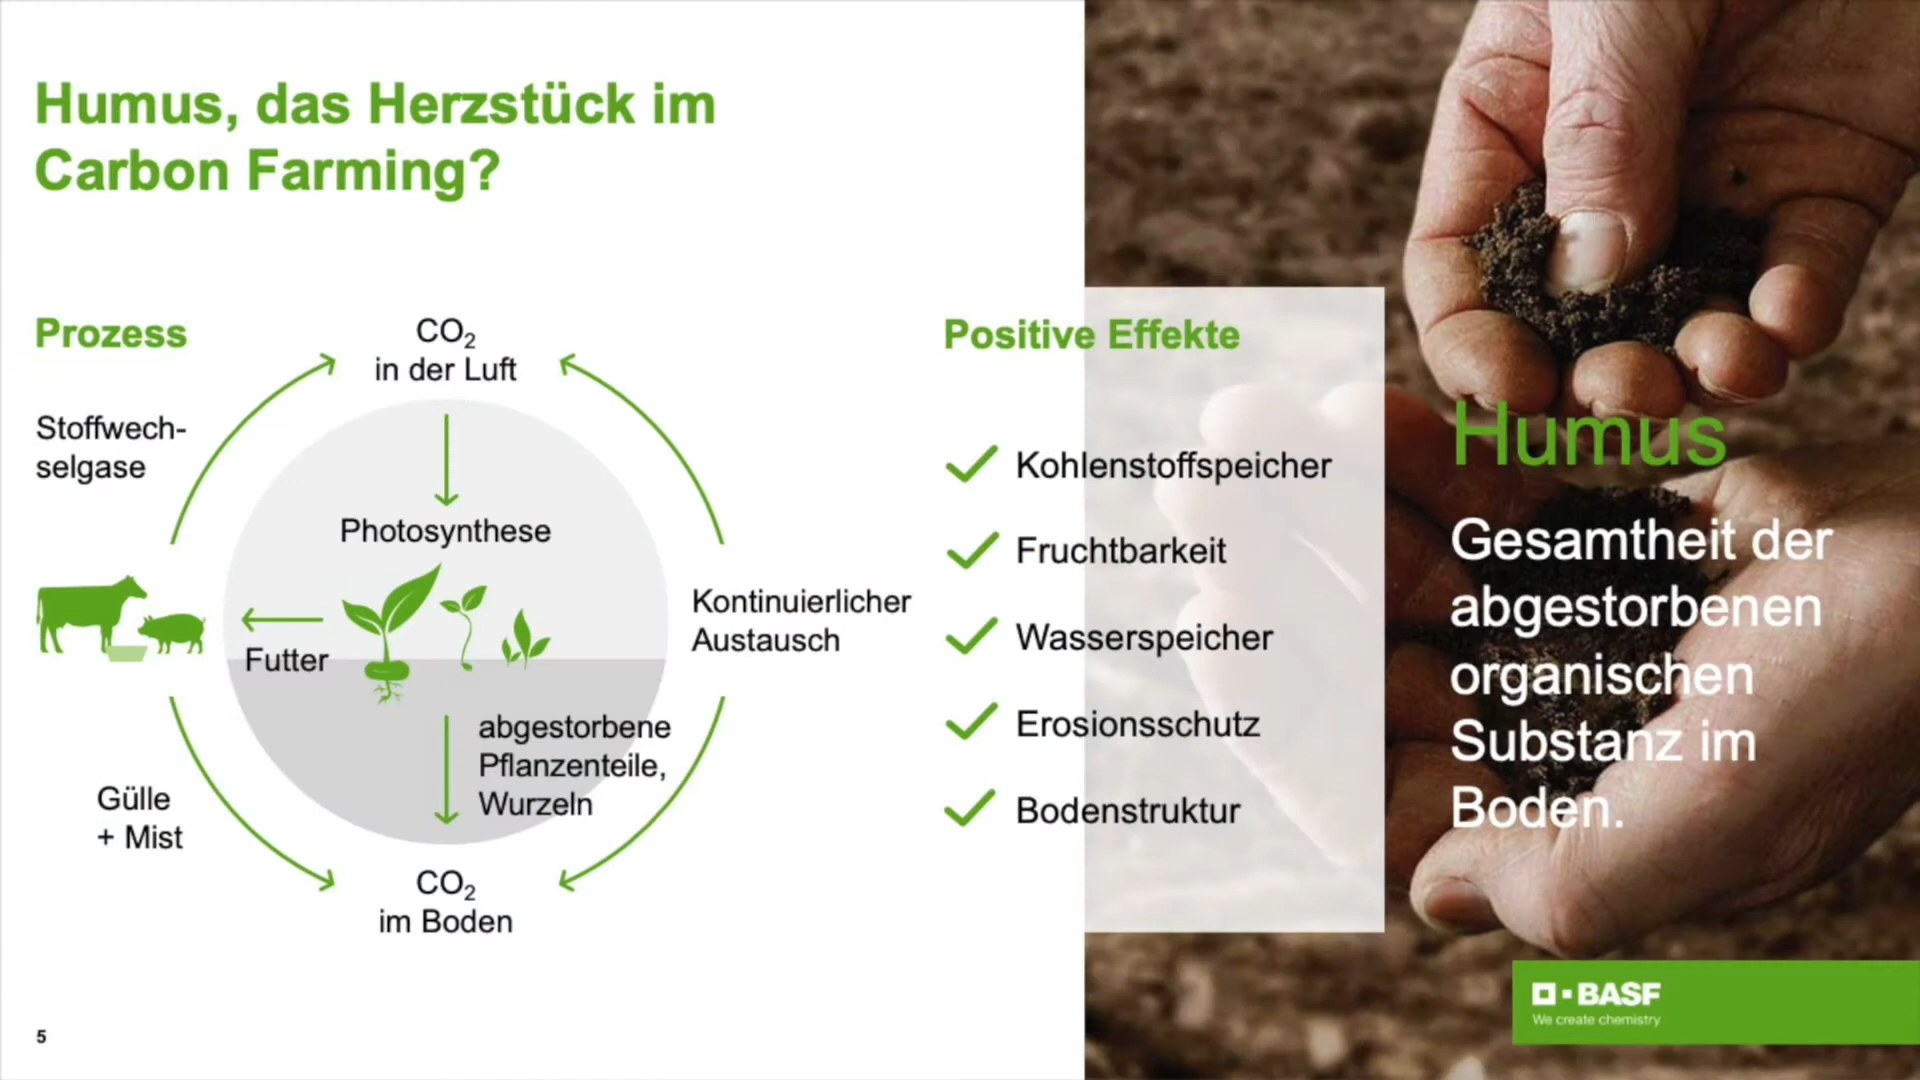 Humus, das Herzstück im
Carbon Farming?
Prozess
CO₂
in der Luft
Stoffwech-
selgase
Photosynthese
Futter
Kontinuierlicher
Austausch
abgestorbene
Pflanzenteile,
Wurzeln
Gülle
+ Mist
CO₂
im Boden
Positive Effekte
Kohlenstoffspeicher
Fruchtbarkeit
Wasserspeicher
Erosionsschutz
Bodenstruktur
Humus
Gesamtheit der
abgestorbenen
organischen
Substanz im
Boden.
BASF
We create chemistry
5